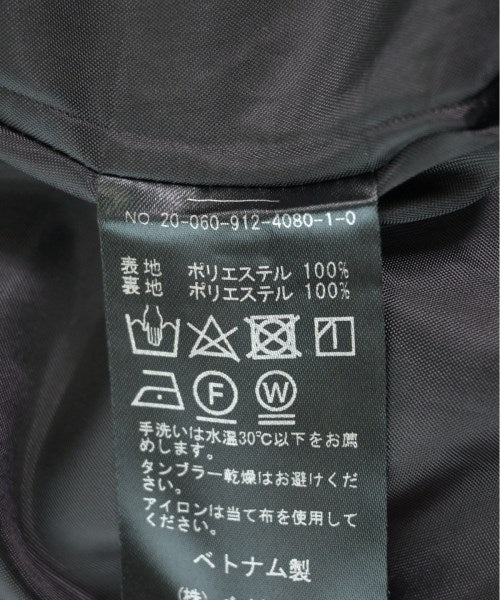 NO. 20-060-912-4080-1-0
表地 ポリエステル 100%
裏地 ポリエステル 100%
F W
手洗いは水温30℃以下をお薦
めします。
タンブラー乾燥はお避けくだ
さい。
アイロンは当て布を使用して
ください。
ベトナム製
(株)